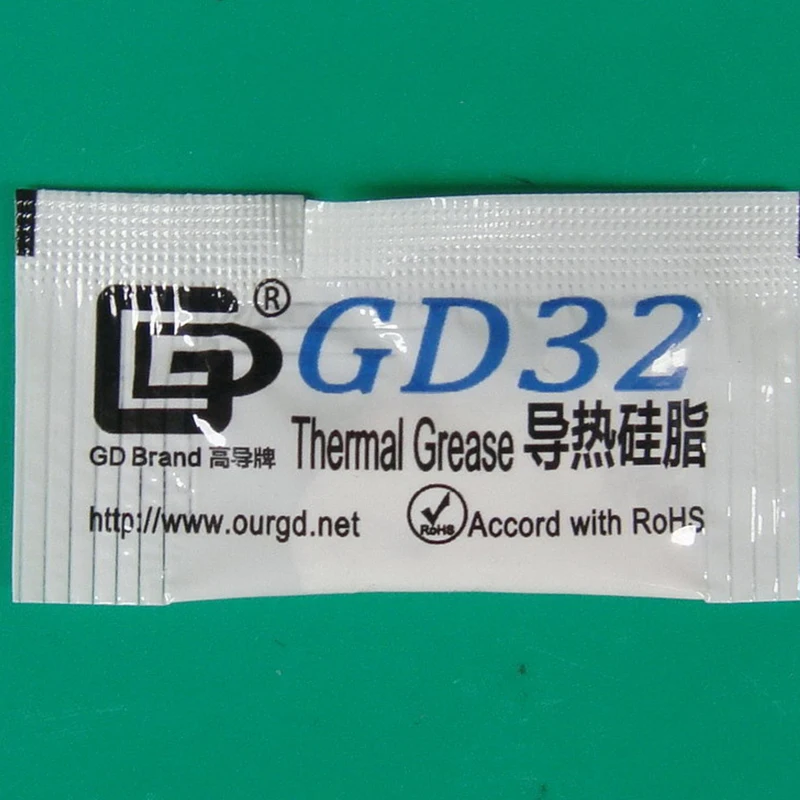 GD®
GD32
Thermal Grease 导热硅脂
GD Brand 高导牌
http://www.ourgd.net
RoHS Accord with RoHS